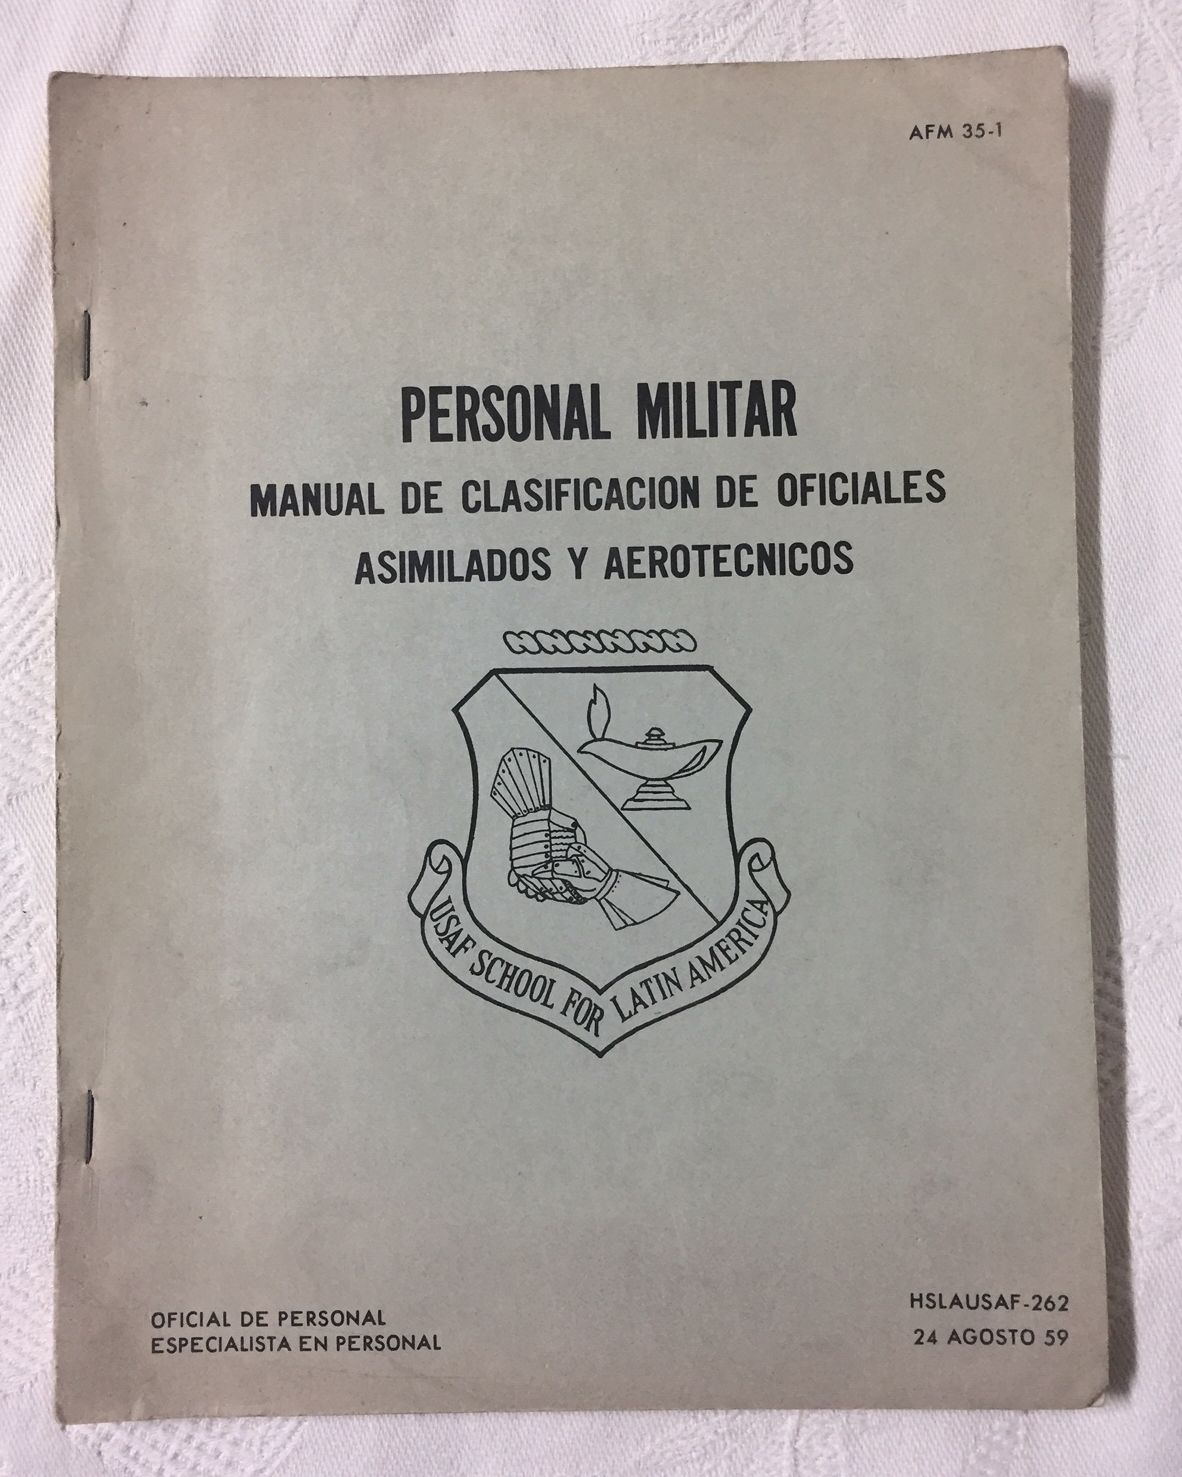 AFM 35-1
PERSONAL MILITAR
MANUAL DE CLASIFICACION DE OFICIALES
ASIMILADOS Y AEROTECNICOS
USAF SCHOOL FOR LATIN AMERICA
OFICIAL DE PERSONAL
ESPECIALISTA EN PERSONAL
HSLAUSAF-262
24 AGOSTO 59